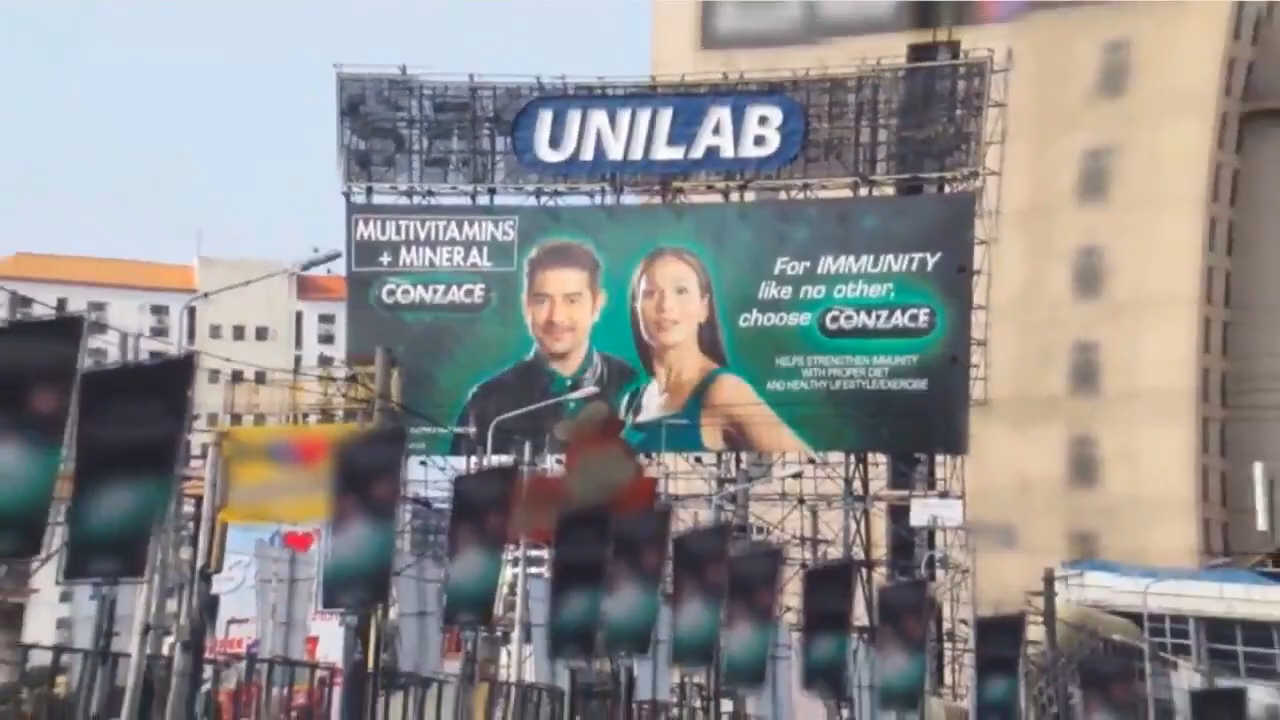 UNILAB
MULTIVITAMINS
+ MINERAL
CONZACE
For IMMUNITY
like no other,
choose CONZACE
HELPS STRENGTHEN IMMUNITY
WITH PROPER DIET
AND HEALTHY LIFESTYLE/EXERCISE